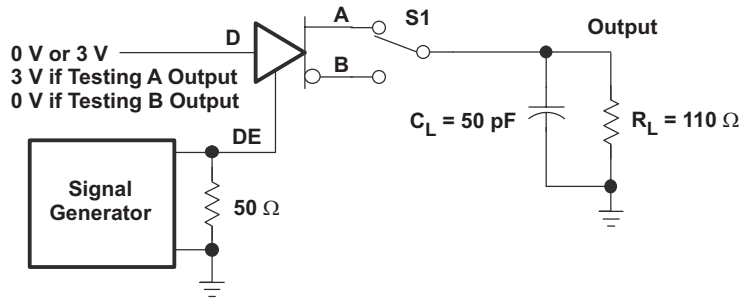 A
S1
Output
D
0 V or 3 V
3 V if Testing A Output
0 V if Testing B Output
B
C_L = 50 pF
R_L = 110 Ω
DE
Signal
Generator
50 Ω